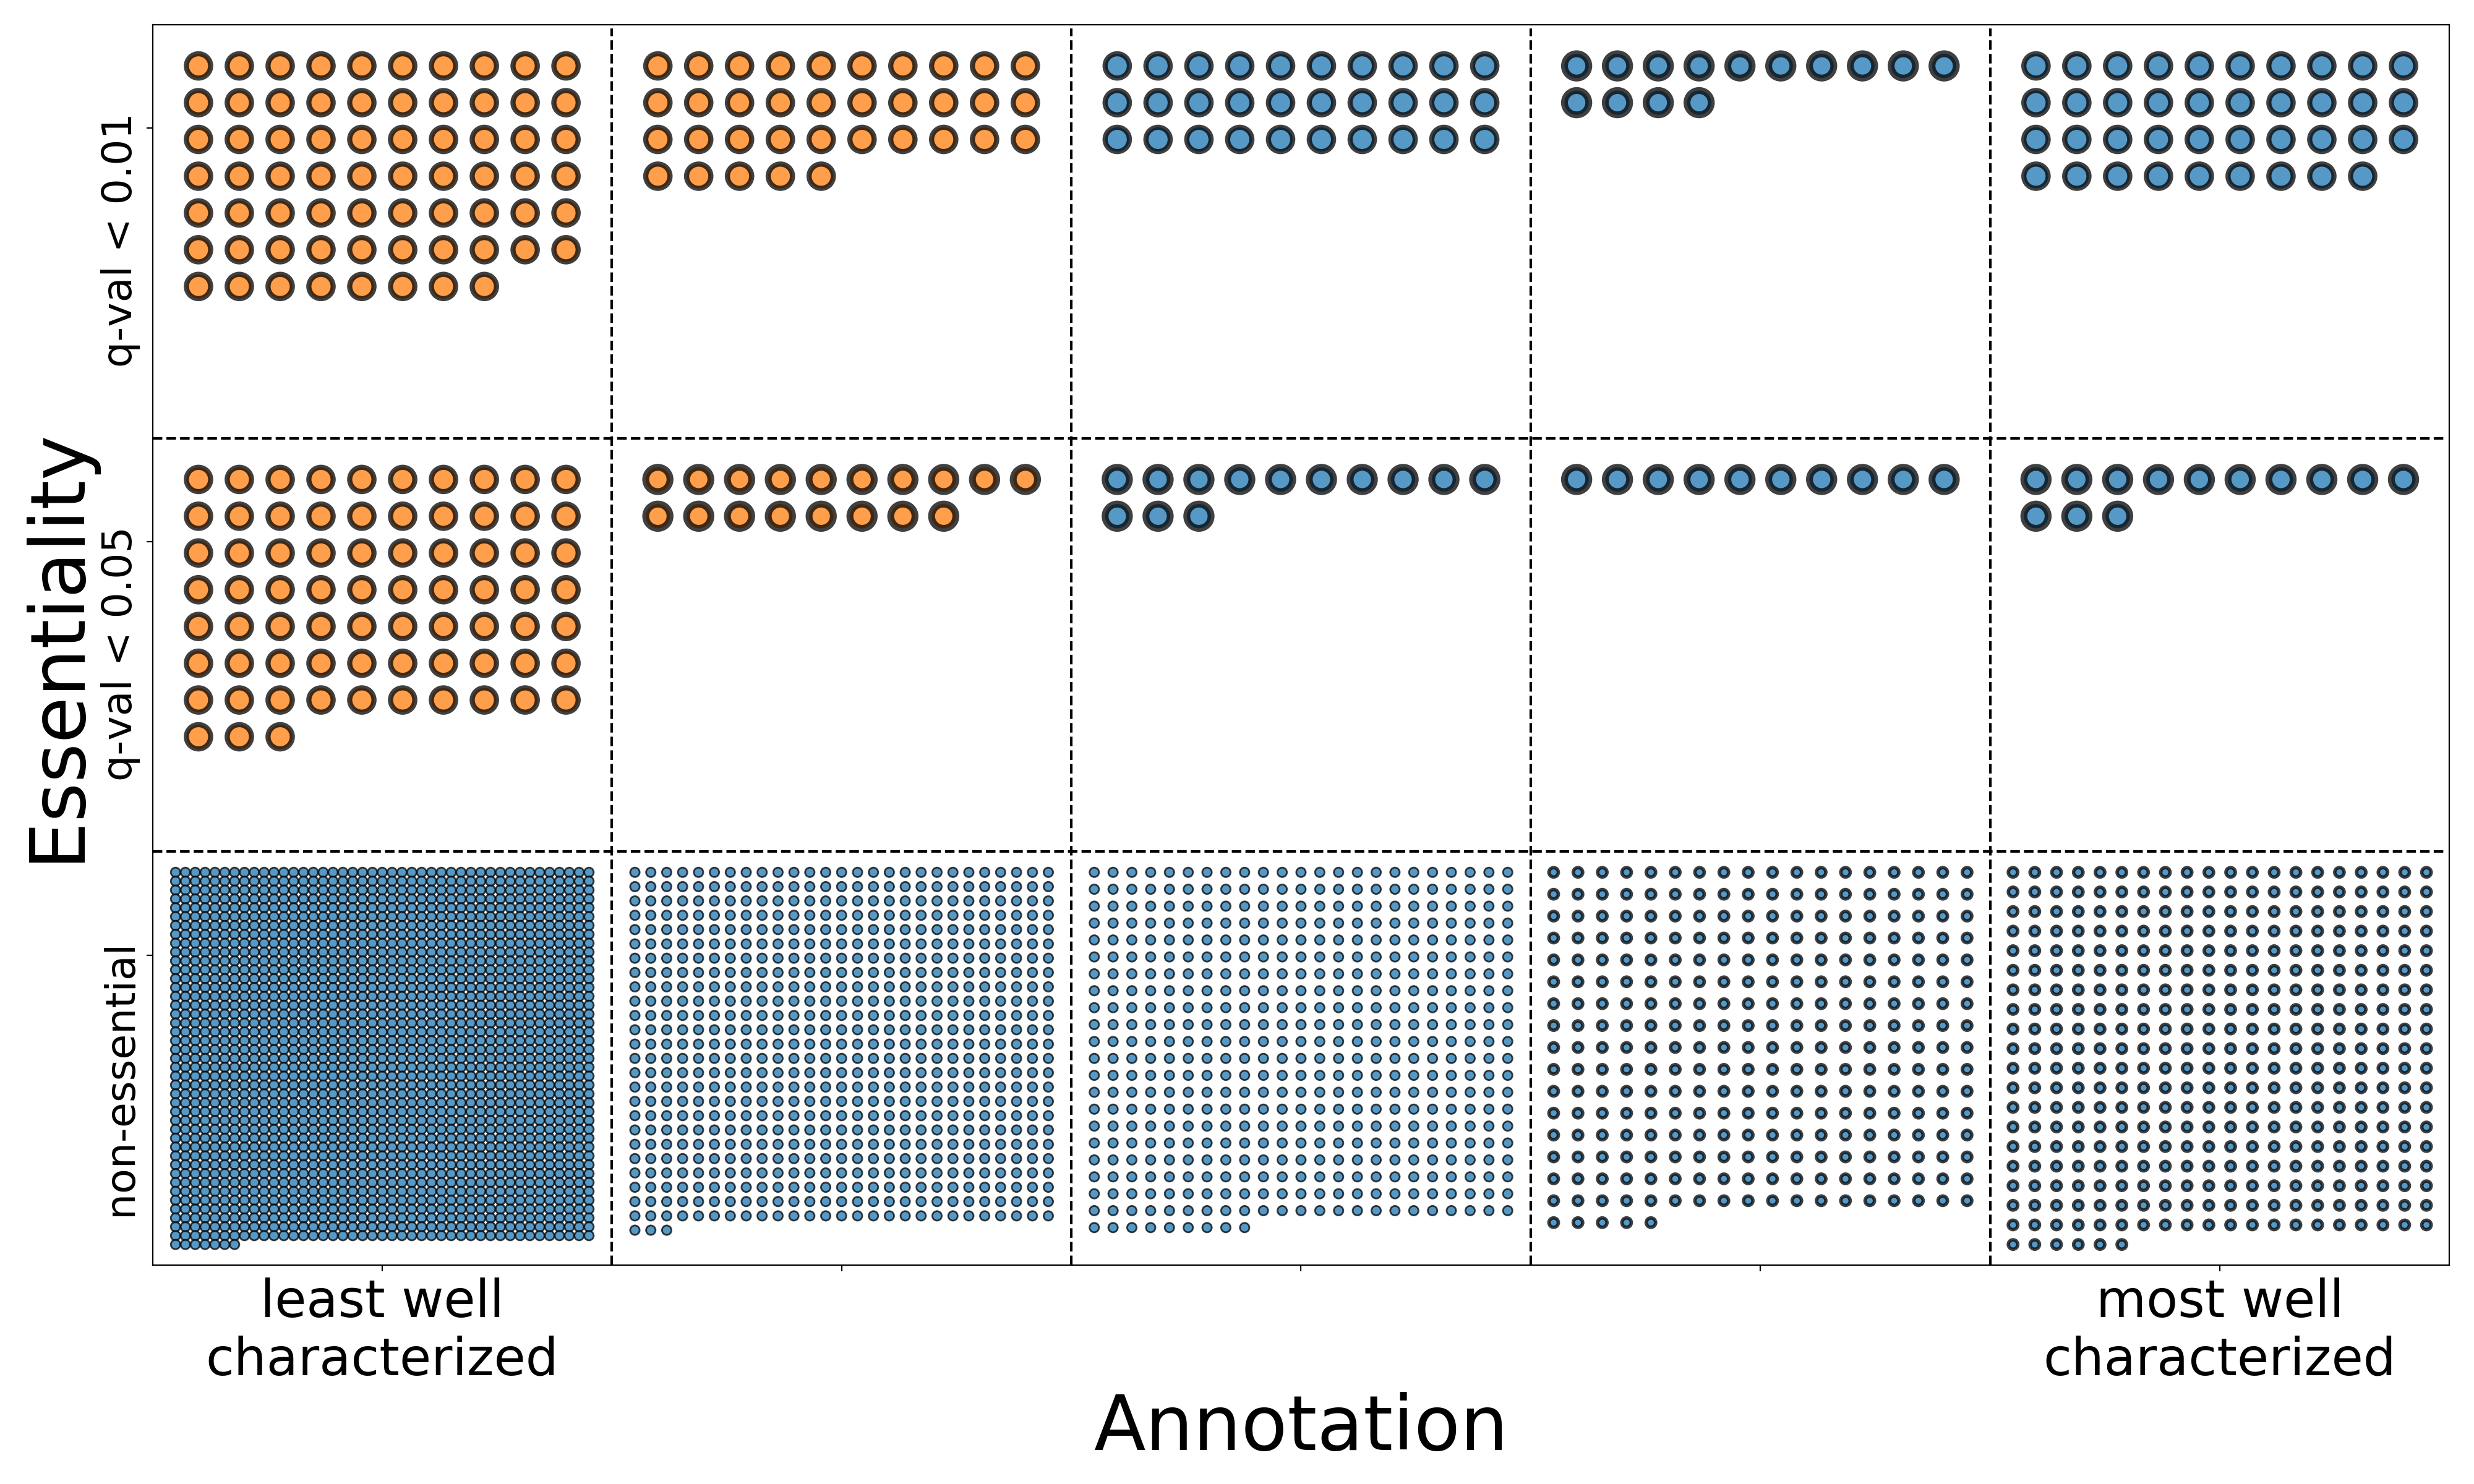 Essentiality
q-val < 0.01
q-val < 0.05
non-essential
least well
characterized
most well
characterized
Annotation